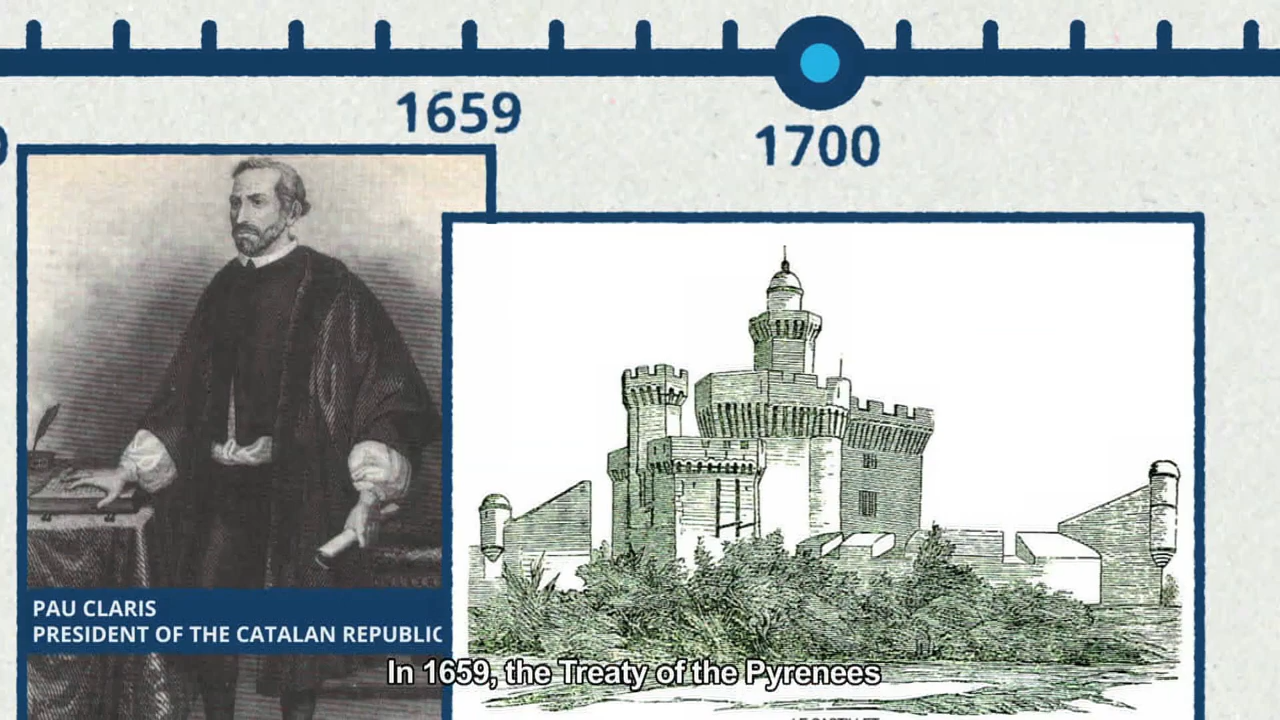 1659
1700
PAU CLARIS
PRESIDENT OF THE CATALAN REPUBLIC
In 1659, the Treaty of the Pyrenees